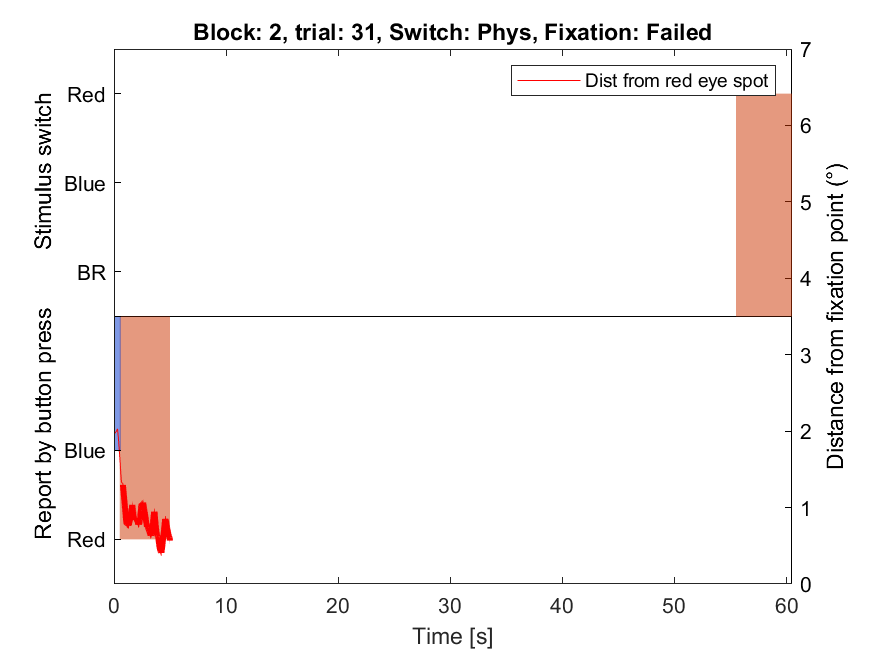 Block: 2, trial: 31, Switch: Phys, Fixation: Failed
Dist from red eye spot
Stimulus switch
Red
Blue
BR
Report by button press
Blue
Red
7
6
5
4
3
2
1
0
Distance from fixation point (°)
0 10 20 30 40 50 60
Time [s]